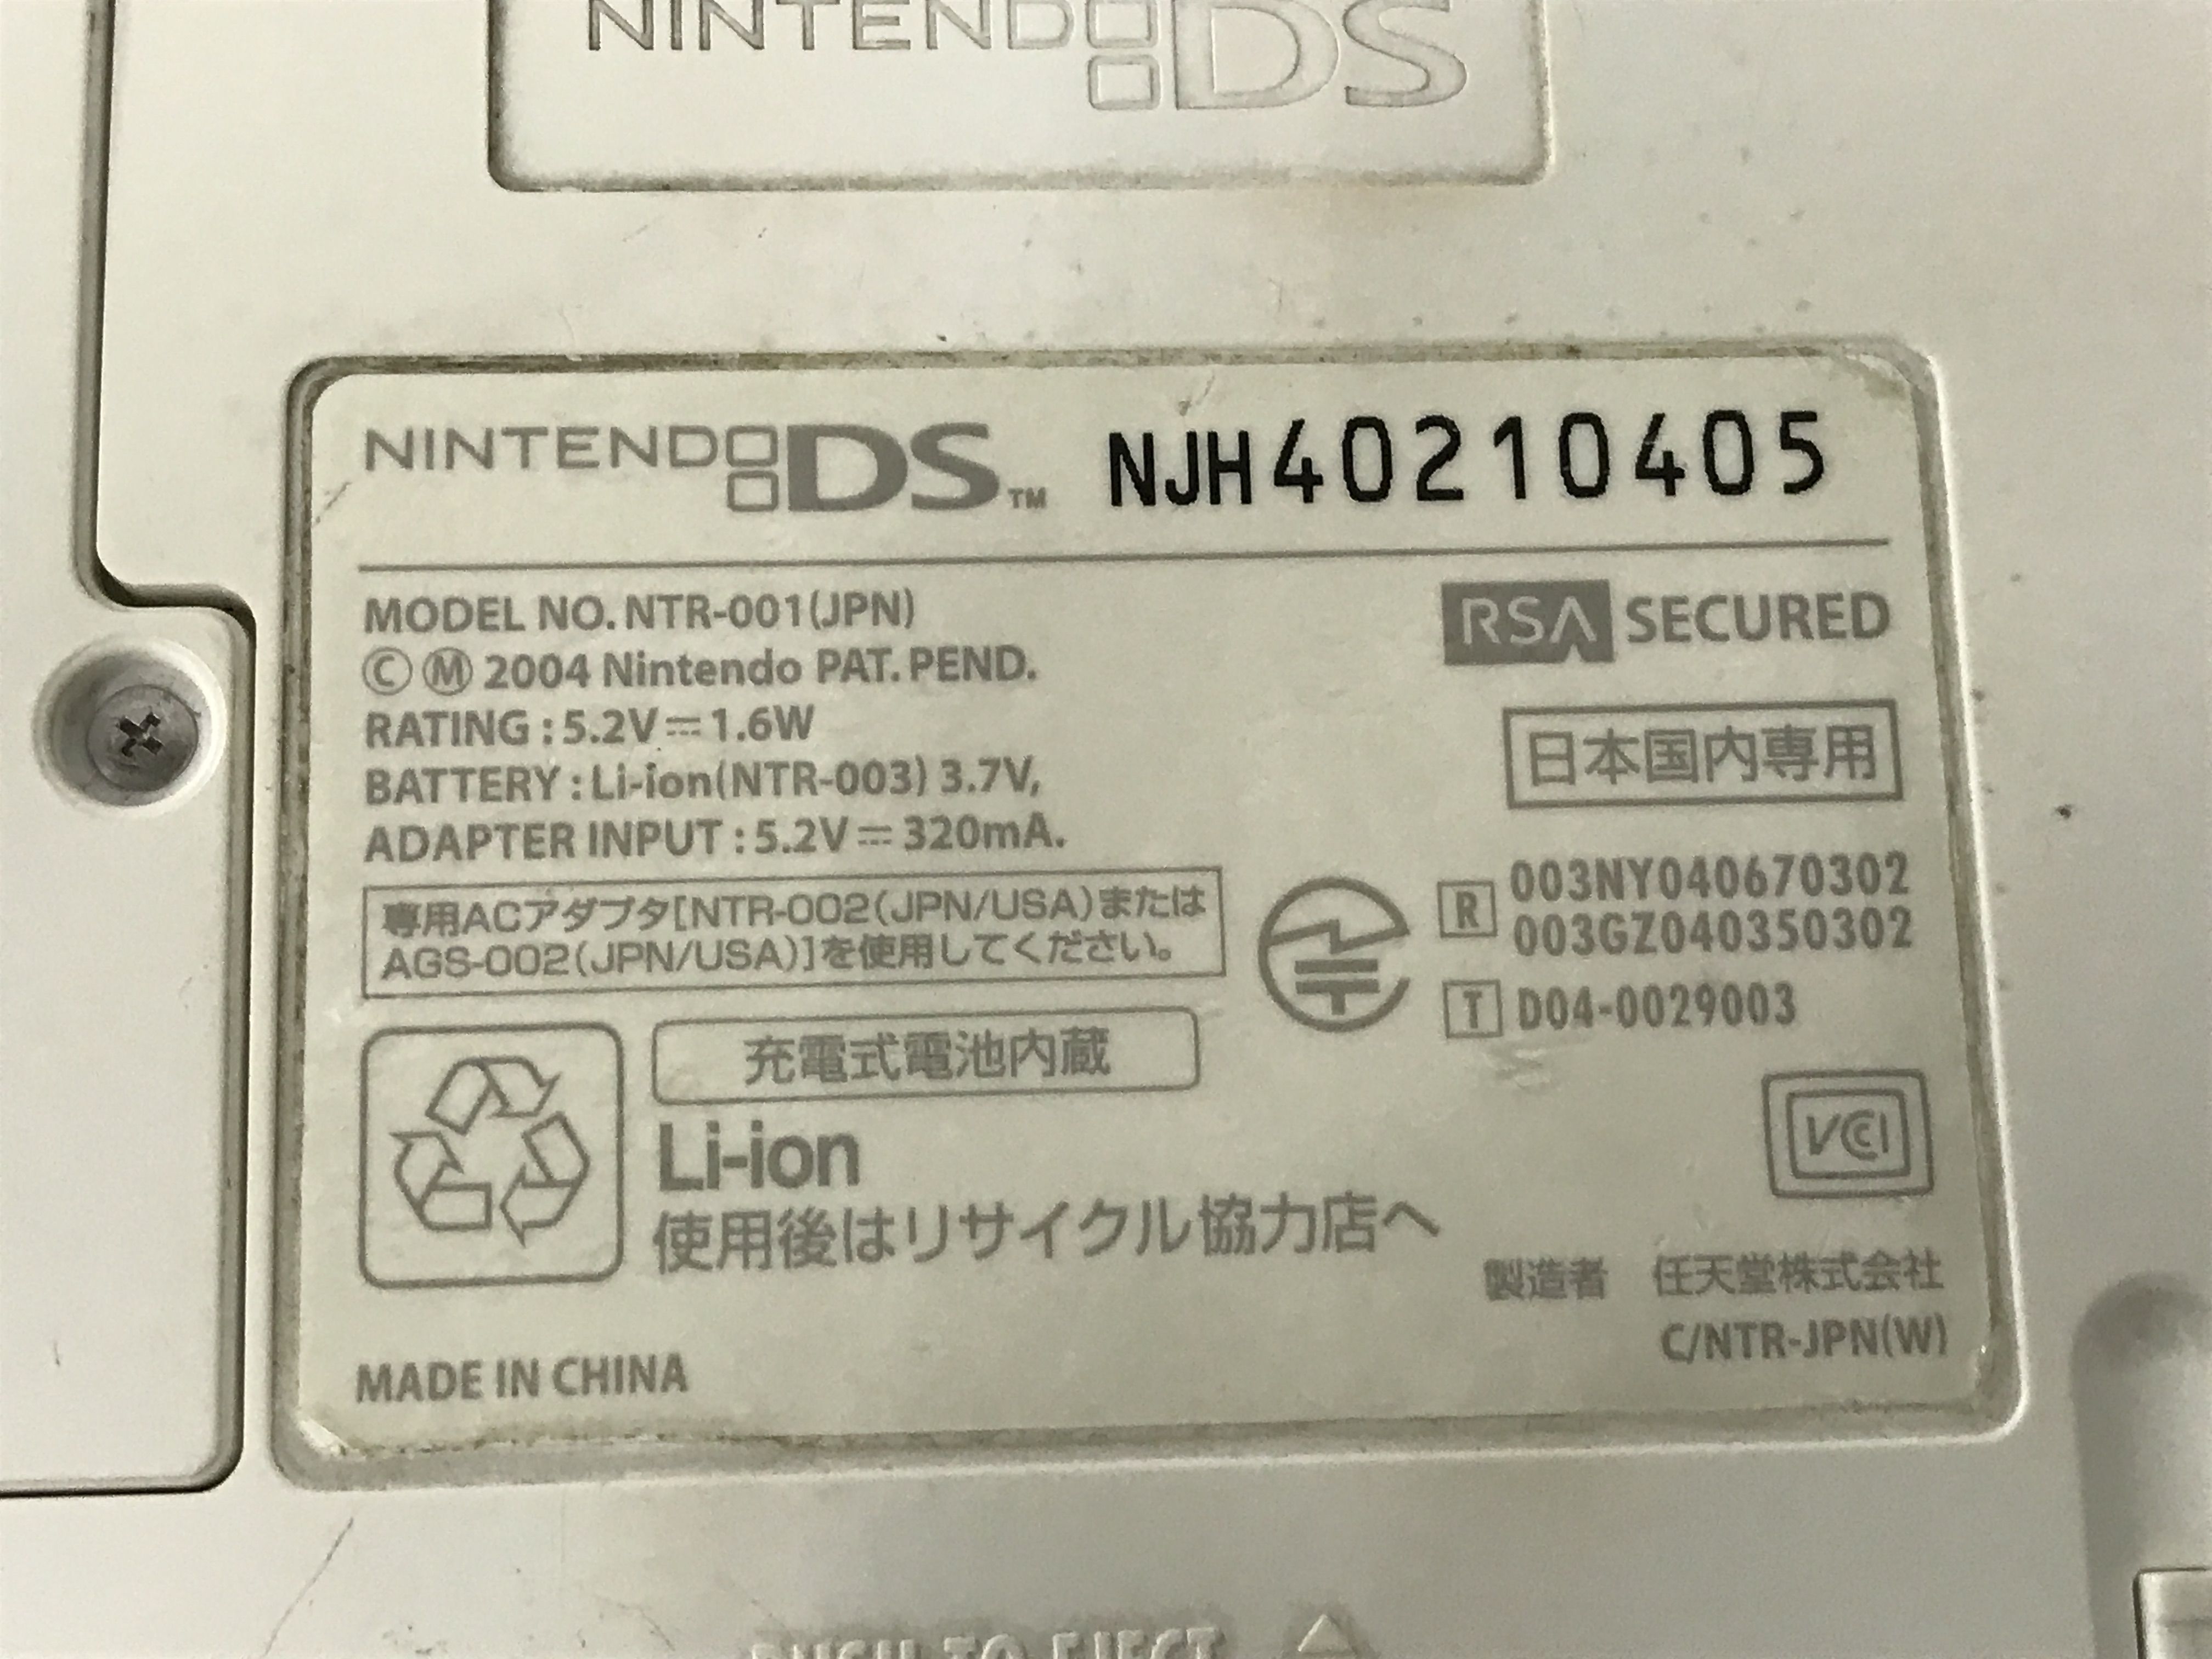 NINTENDO DS
NINTENDO DS™ NJH40210405
MODEL NO. NTR-001(JPN)
Ⓒ Ⓜ 2004 Nintendo PAT. PEND.
RATING : 5.2V⎓1.6W
BATTERY : Li-ion(NTR-003) 3.7V,
ADAPTER INPUT : 5.2V⎓320mA.
専用ACアダプタ[NTR-002(JPN/USA)または
AGS-002(JPN/USA)]を使用してください。
充電式電池内蔵
Li-ion
使用後はリサイクル協力店へ
MADE IN CHINA
RSA SECURED
日本国内専用
R 003NY040670302
003GZ040350302
T D04-0029003
VCCI
製造者 任天堂株式会社
C/NTR-JPN(W)
PUSH TO EJECT